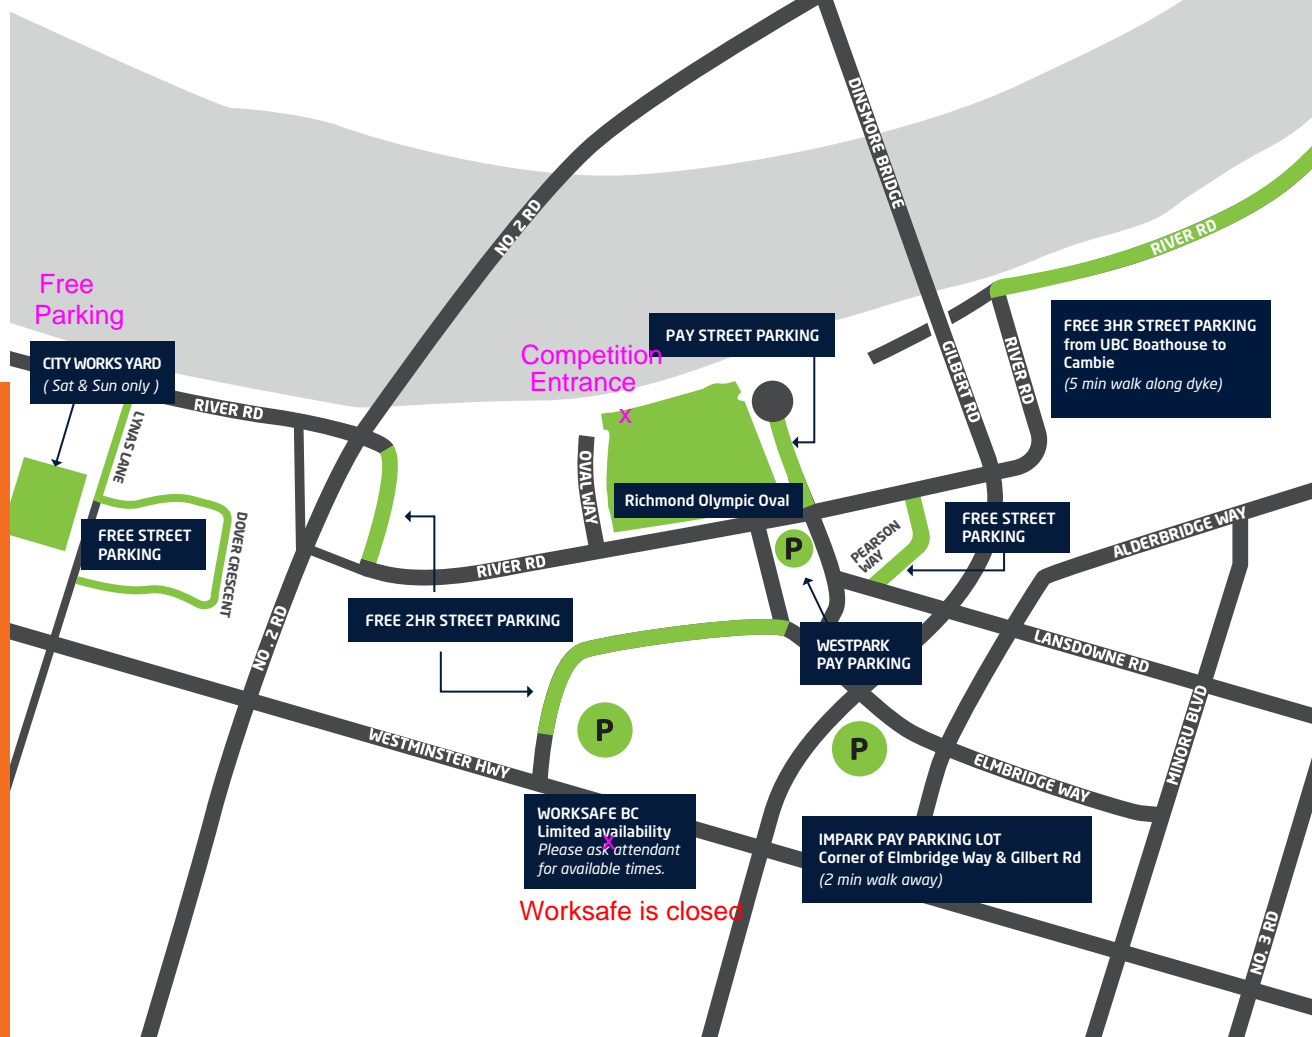 DINSMORE BRIDGE
NO. 2 RD
RIVER RD
Free
Parking
CITY WORKS YARD
( Sat & Sun only )
PAY STREET PARKING
Competition
Entrance
x
FREE 3HR STREET PARKING
from UBC Boathouse to
Cambie
(5 min walk along dyke)
GILBERT RD
RIVER RD
RIVER RD
LYNAS LANE
OVAL WAY
Richmond Olympic Oval
FREE STREET
PARKING
DOVER CRESCENT
P
PEARSON
WAY
FREE STREET
PARKING
ALDERBRIDGE WAY
RIVER RD
FREE 2HR STREET PARKING
NO. 2 RD
WESTPARK
PAY PARKING
LANSDOWNE RD
P
P
WESTMINSTER HWY
MINORU BLVD
ELMBRIDGE WAY
WORKSAFE BC
Limited availability
Please ask attendant
for available times.
x
IMPARK PAY PARKING LOT
Corner of Elmbridge Way & GIlbert Rd
(2 min walk away)
Worksafe is closed
NO. 3 RD